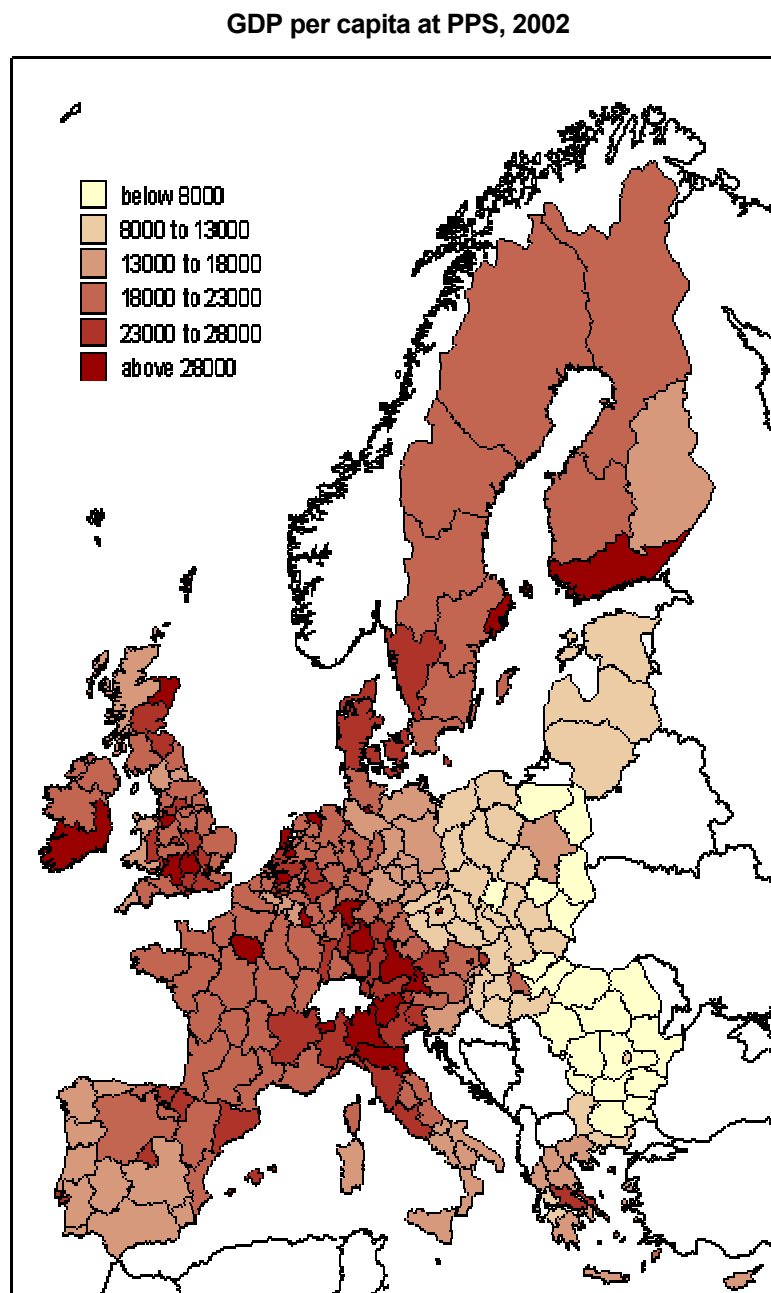 GDP per capita at PPS, 2002
below 8000
8000 to 13000
13000 to 18000
18000 to 23000
23000 to 28000
above 28000